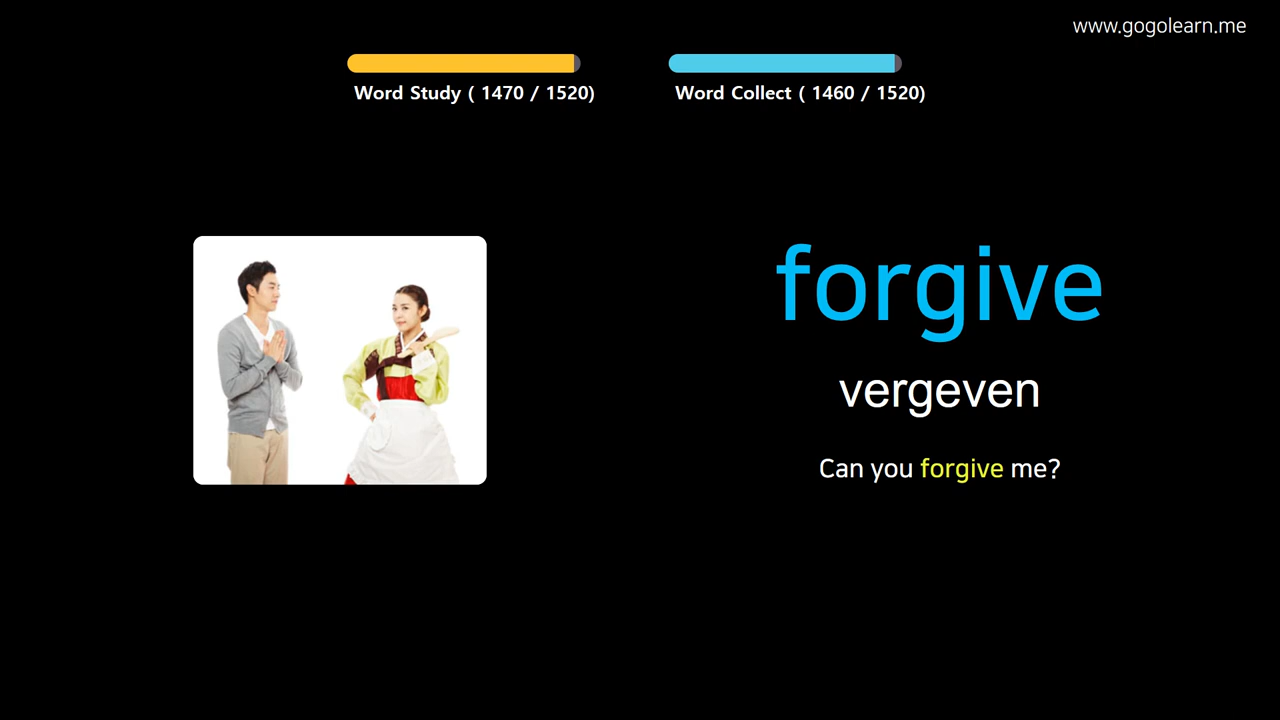 www.gogolearn.me
Word Study ( 1470 / 1520)
Word Collect ( 1460 / 1520)
forgive
vergeven
Can you forgive me?